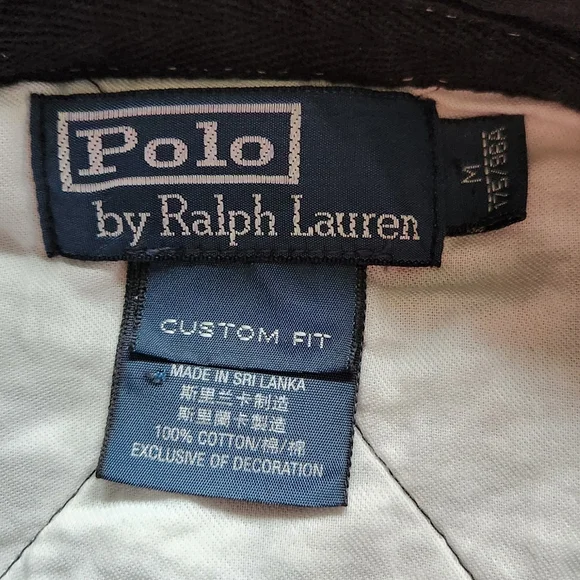 Polo
by Ralph Lauren
M
175/96A
CUSTOM FIT
MADE IN SRI LANKA
斯里兰卡制造
斯里蘭卡製造
100% COTTON/棉/棉
EXCLUSIVE OF DECORATION